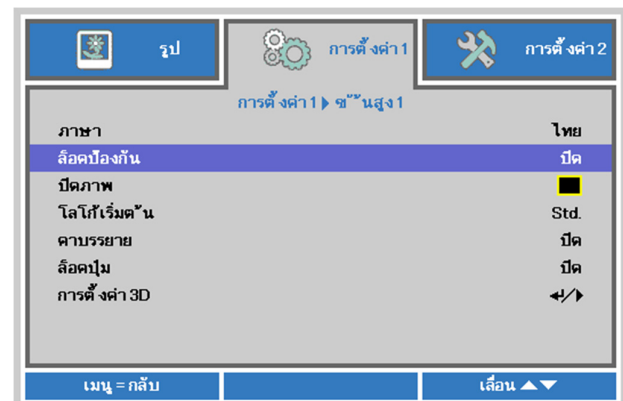 รูป
การตั้งค่า 1
การตั้งค่า 2
การตั้งค่า 1 ▶ ขั้นสูง 1
ภาษา ไทย
ล็อคป้องกัน ปิด
ปิดภาพ
โลโก้เริ่มต้น Std.
คาบรรยาย ปิด
ล็อคปุ่ม ปิด
การตั้งค่า 3D ↵/▶
เมนู = กลับ
เลื่อน ▲▼